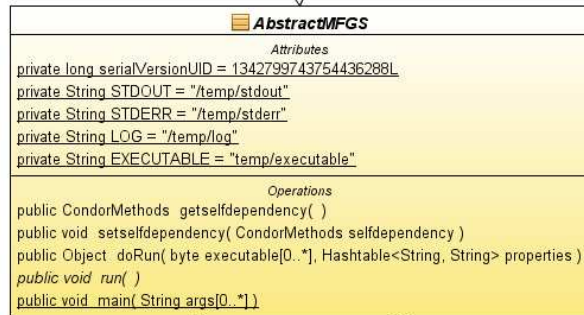 AbstractMFGS
Attributes
private long serialVersionUID = 1342799743754436288L
private String STDOUT = "/temp/stdout"
private String STDERR = "/temp/stderr"
private String LOG = "/temp/log"
private String EXECUTABLE = "temp/executable"
Operations
public CondorMethods getselfdependency( )
public void setselfdependency( CondorMethods selfdependency )
public Object doRun( byte executable[0..*], Hashtable<String, String> properties )
public void run( )
public void main( String args[0..*] )